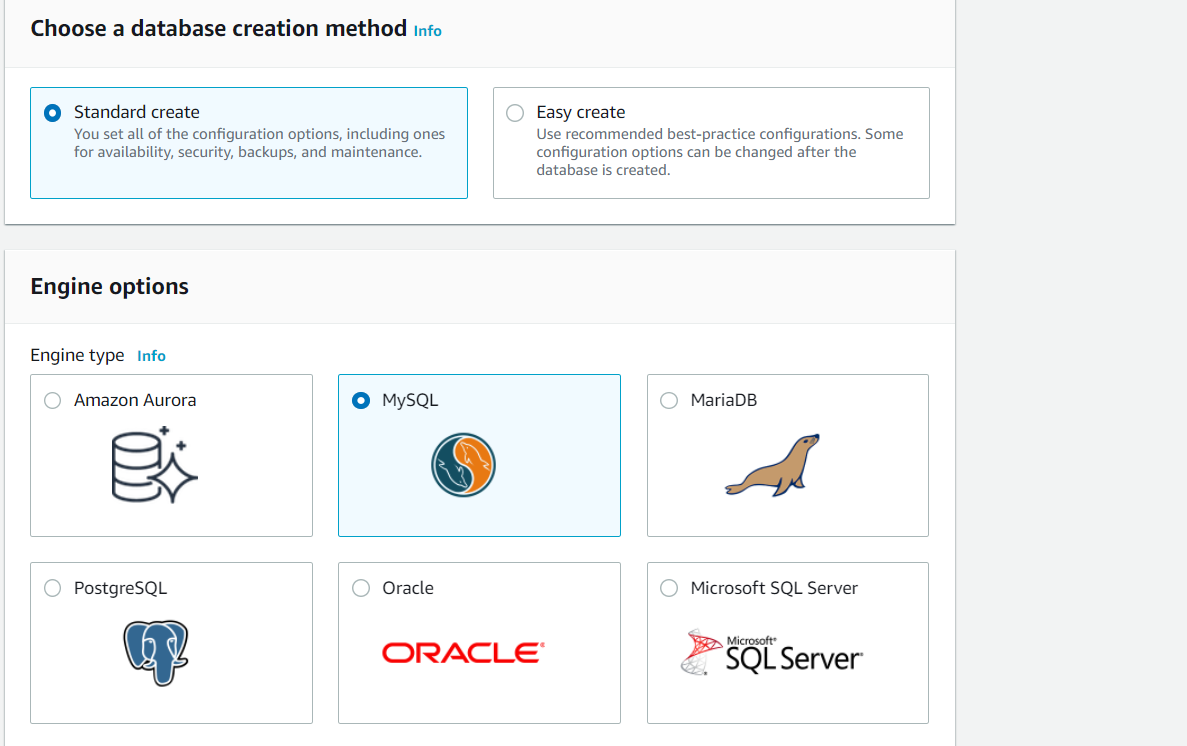 Choose a database creation method Info
Standard create
You set all of the configuration options, including ones
for availability, security, backups, and maintenance.
Easy create
Use recommended best-practice configurations. Some
configuration options can be changed after the
database is created.
Engine options
Engine type Info
Amazon Aurora
MySQL
MariaDB
PostgreSQL
Oracle
ORACLE®
Microsoft SQL Server
Microsoft®
SQL Server®